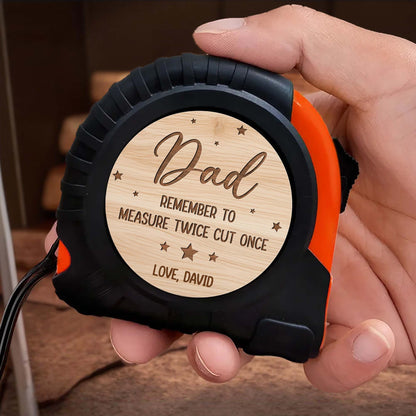 Dad
REMEMBER TO
MEASURE TWICE CUT ONCE
LOVE, DAVID